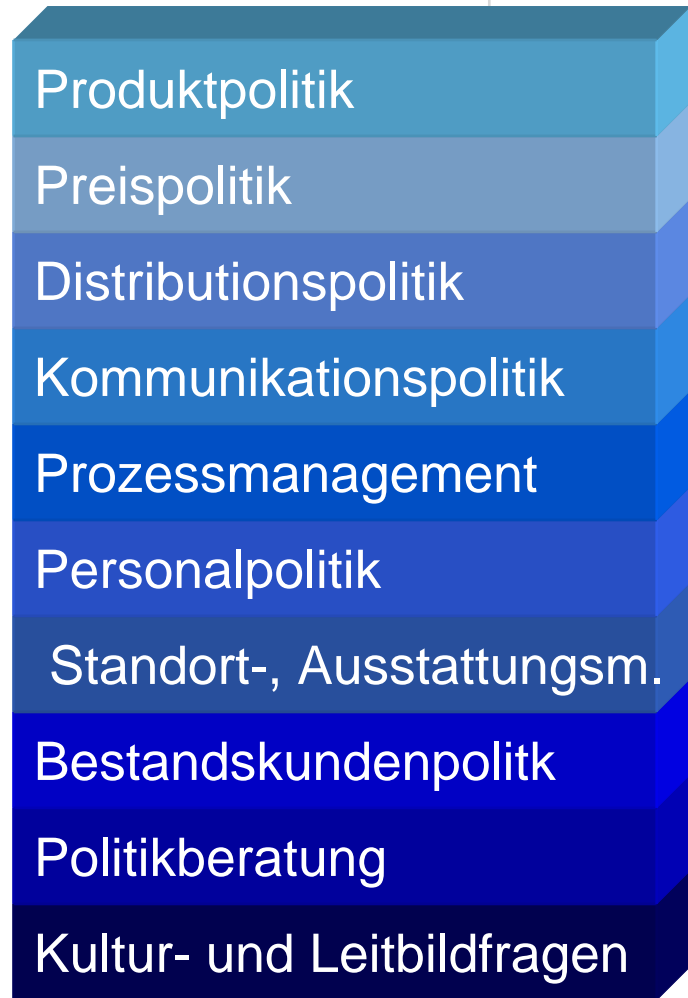 Produktpolitik
Preispolitik
Distributionspolitik
Kommunikationspolitik
Prozessmanagement
Personalpolitik
Standort-, Ausstattungsm.
Bestandskundenpolitk
Politikberatung
Kultur- und Leitbildfragen